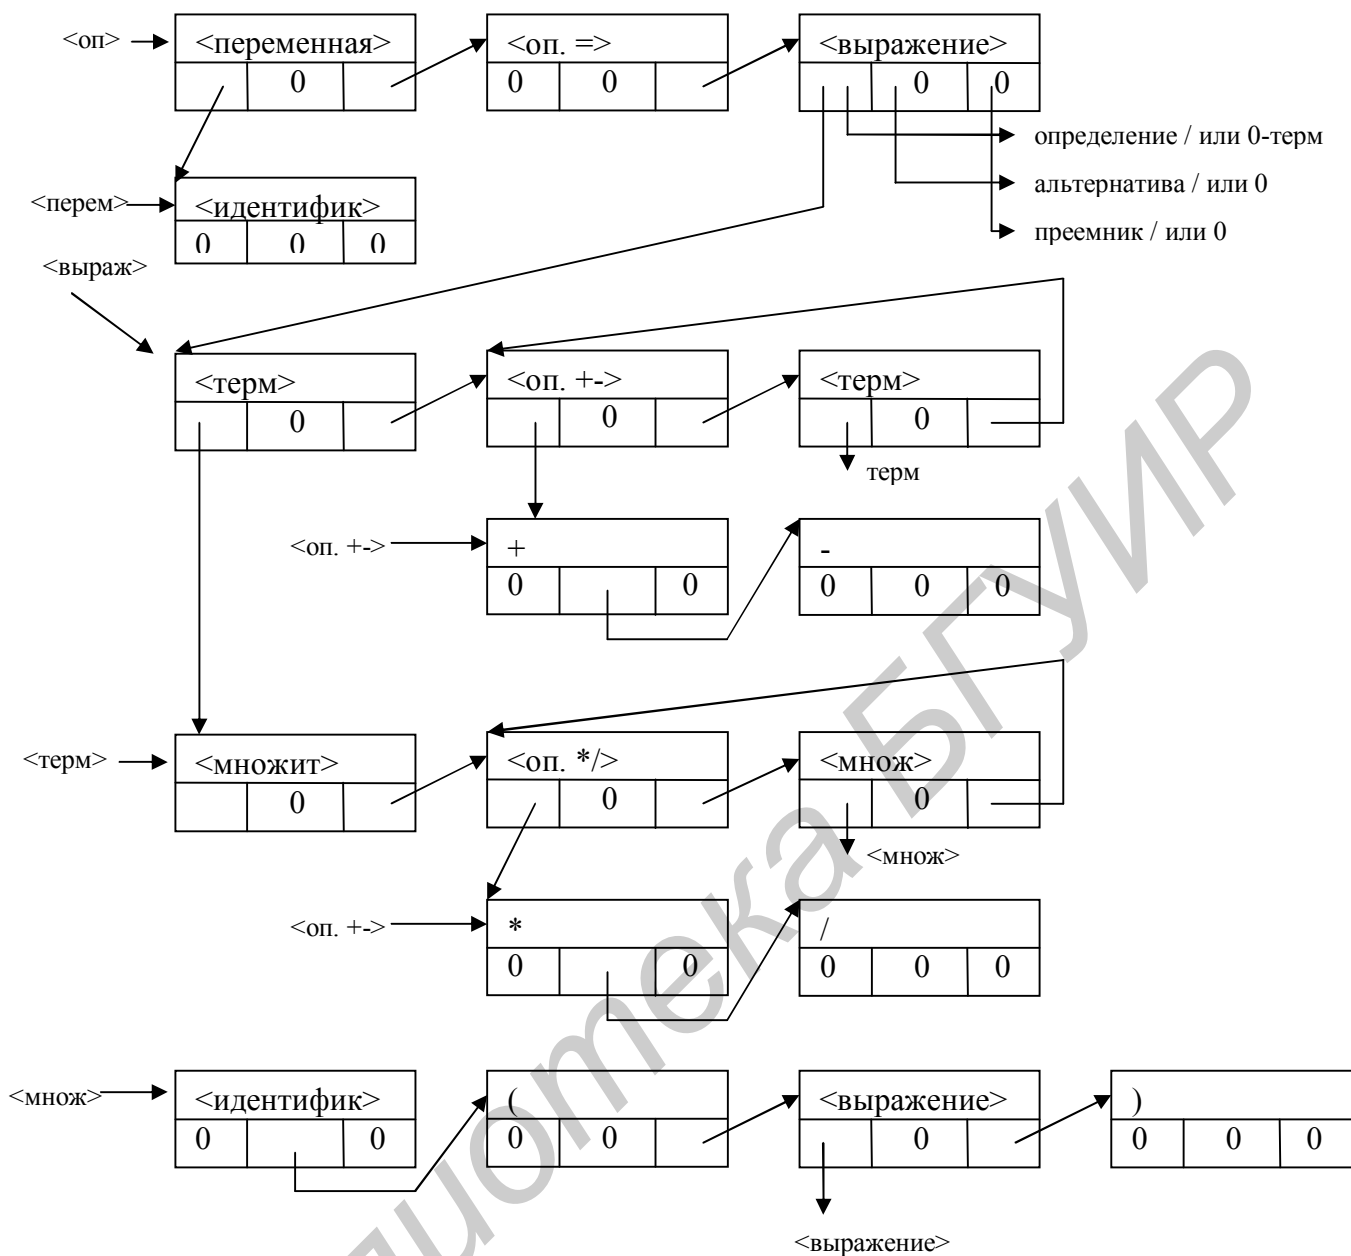 <оп> <переменная> <оп. => <выражение>
0 0 0 0 0
определение / или 0-терм
альтернатива / или 0
преемник / или 0
<перем> <идентифик>
0 0 0
<выраж>
<терм> <оп. +-> <терм>
0 0 0
терм
<оп. +-> + -
0 0 0 0 0
<терм> <множит> <оп. */> <множ>
0 0 0
<множ>
<оп. +-> * /
0 0 0 0 0
<множ> <идентифик> ( <выражение> )
0 0 0 0 0 0 0 0
<выражение>
БГУИР